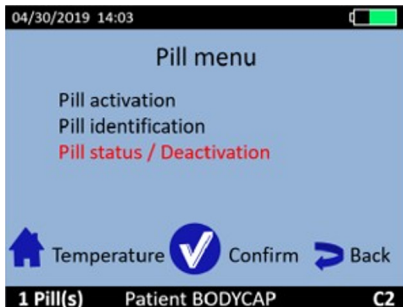 04/30/2019 14:03
Pill menu
Pill activation
Pill identification
Pill status / Deactivation
Temperature Confirm Back
1 Pill(s) Patient BODYCAP C2